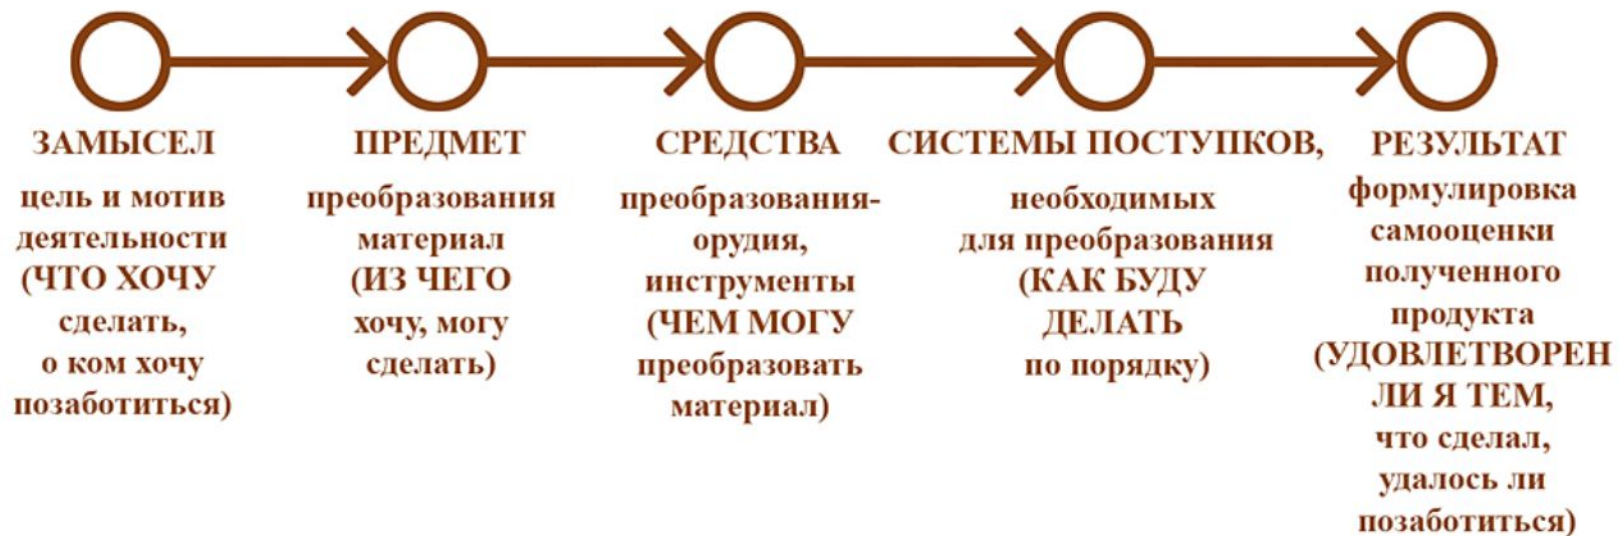 ЗАМЫСЕЛ
цель и мотив
деятельности
(ЧТО ХОЧУ
сделать,
о ком хочу
позаботиться)
ПРЕДМЕТ
преобразования
материал
(ИЗ ЧЕГО
хочу, могу
сделать)
СРЕДСТВА
преобразования-
орудия,
инструменты
(ЧЕМ МОГУ
преобразовать
материал)
СИСТЕМЫ ПОСТУПКОВ,
необходимых
для преобразования
(КАК БУДУ
ДЕЛАТЬ
по порядку)
РЕЗУЛЬТАТ
формулировка
самооценки
полученного
продукта
(УДОВЛЕТВОРЕН
ЛИ Я ТЕМ,
что сделал,
удалось ли
позаботиться)